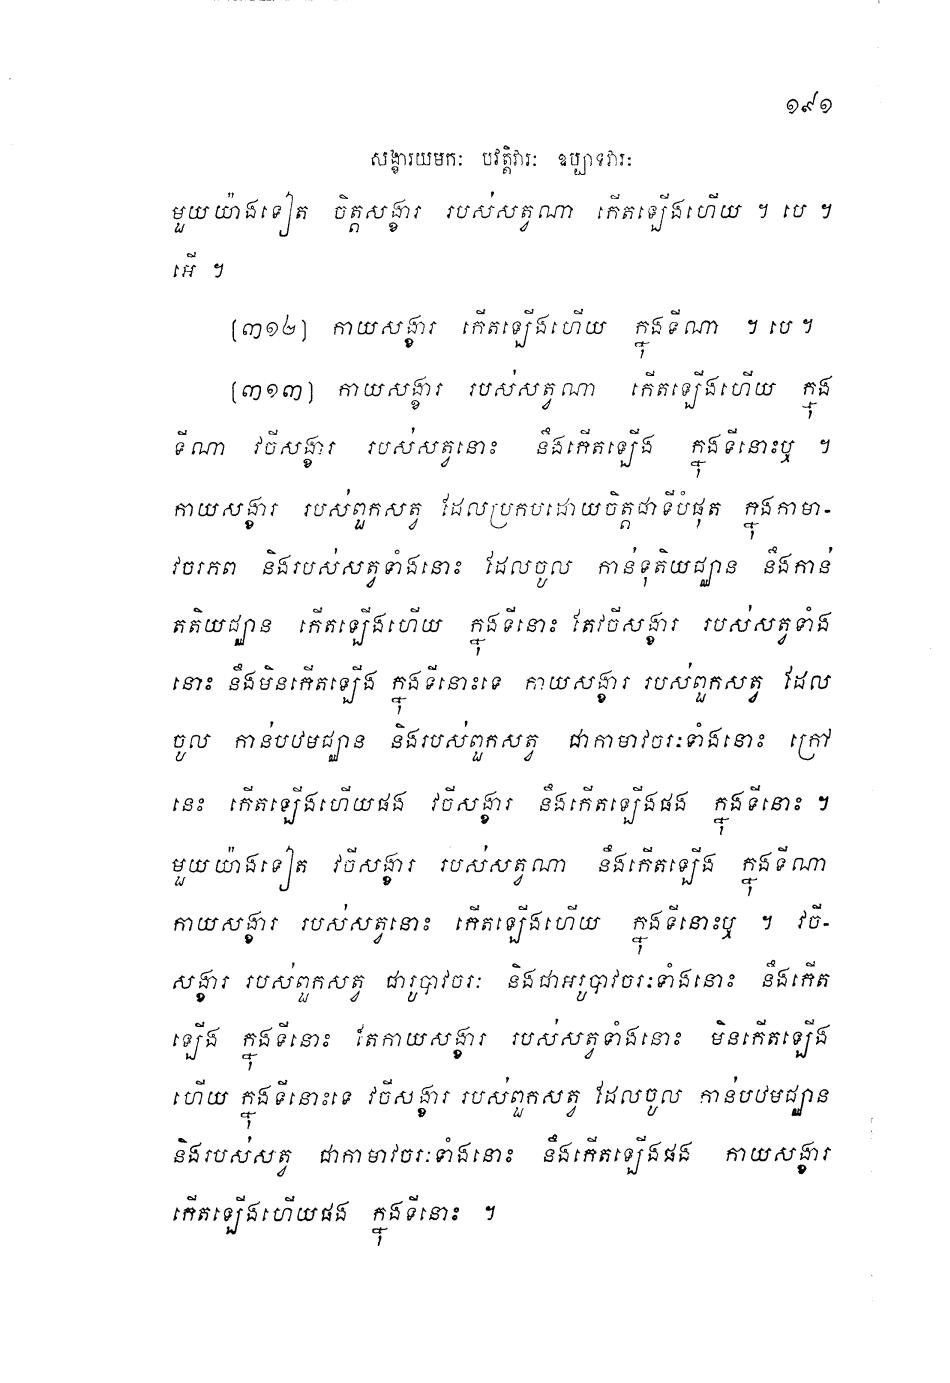 ១៩១
សង្ខារយមកៈ បវត្តិវារៈ ឧប្បាទវារៈ
មួយយ៉ាងទៀត ចិត្តសង្ខារ របស់សត្វណា កើតឡើងហើយ ។ បេ ។
អើ ។
[៣១២] កាយសង្ខារ កើតឡើងហើយ ក្នុងទីណា ។ បេ ។
[៣១៣] កាយសង្ខារ របស់សត្វណា កើតឡើងហើយ ក្នុង
ទីណា វចីសង្ខារ របស់សត្វនោះ នឹងកើតឡើង ក្នុងទីនោះឬ ។
កាយសង្ខារ របស់ពួកសត្វ ដែលប្រកបដោយចិត្តជាទីបំផុត ក្នុងកាមា-
វចរភព និងរបស់សត្វទាំងនោះ ដែលចូល កាន់ទុតិយជ្ឈាន នឹងកាន់
តតិយជ្ឈាន កើតឡើងហើយ ក្នុងទីនោះ តែវចីសង្ខារ របស់សត្វទាំង
នោះ នឹងមិនកើតឡើង ក្នុងទីនោះទេ កាយសង្ខារ របស់ពួកសត្វ ដែល
ចូល កាន់បឋមជ្ឈាន និងរបស់ពួកសត្វ ជាកាមាវចរៈទាំងនោះ ក្រៅ
នេះ កើតឡើងហើយផង វចីសង្ខារ នឹងកើតឡើងផង ក្នុងទីនោះ ។
មួយយ៉ាងទៀត វចីសង្ខារ របស់សត្វណា នឹងកើតឡើង ក្នុងទីណា
កាយសង្ខារ របស់សត្វនោះ កើតឡើងហើយ ក្នុងទីនោះឬ ។ វចី-
សង្ខារ របស់ពួកសត្វ ជារូបាវចរៈ និងជាអរូបាវចរៈទាំងនោះ នឹងកើត
ឡើង ក្នុងទីនោះ តែកាយសង្ខារ របស់សត្វទាំងនោះ មិនកើតឡើង
ហើយ ក្នុងទីនោះទេ វចីសង្ខារ របស់ពួកសត្វ ដែលចូល កាន់បឋមជ្ឈាន
និងរបស់សត្វ ជាកាមាវចរៈទាំងនោះ នឹងកើតឡើងផង កាយសង្ខារ
កើតឡើងហើយផង ក្នុងទីនោះ ។